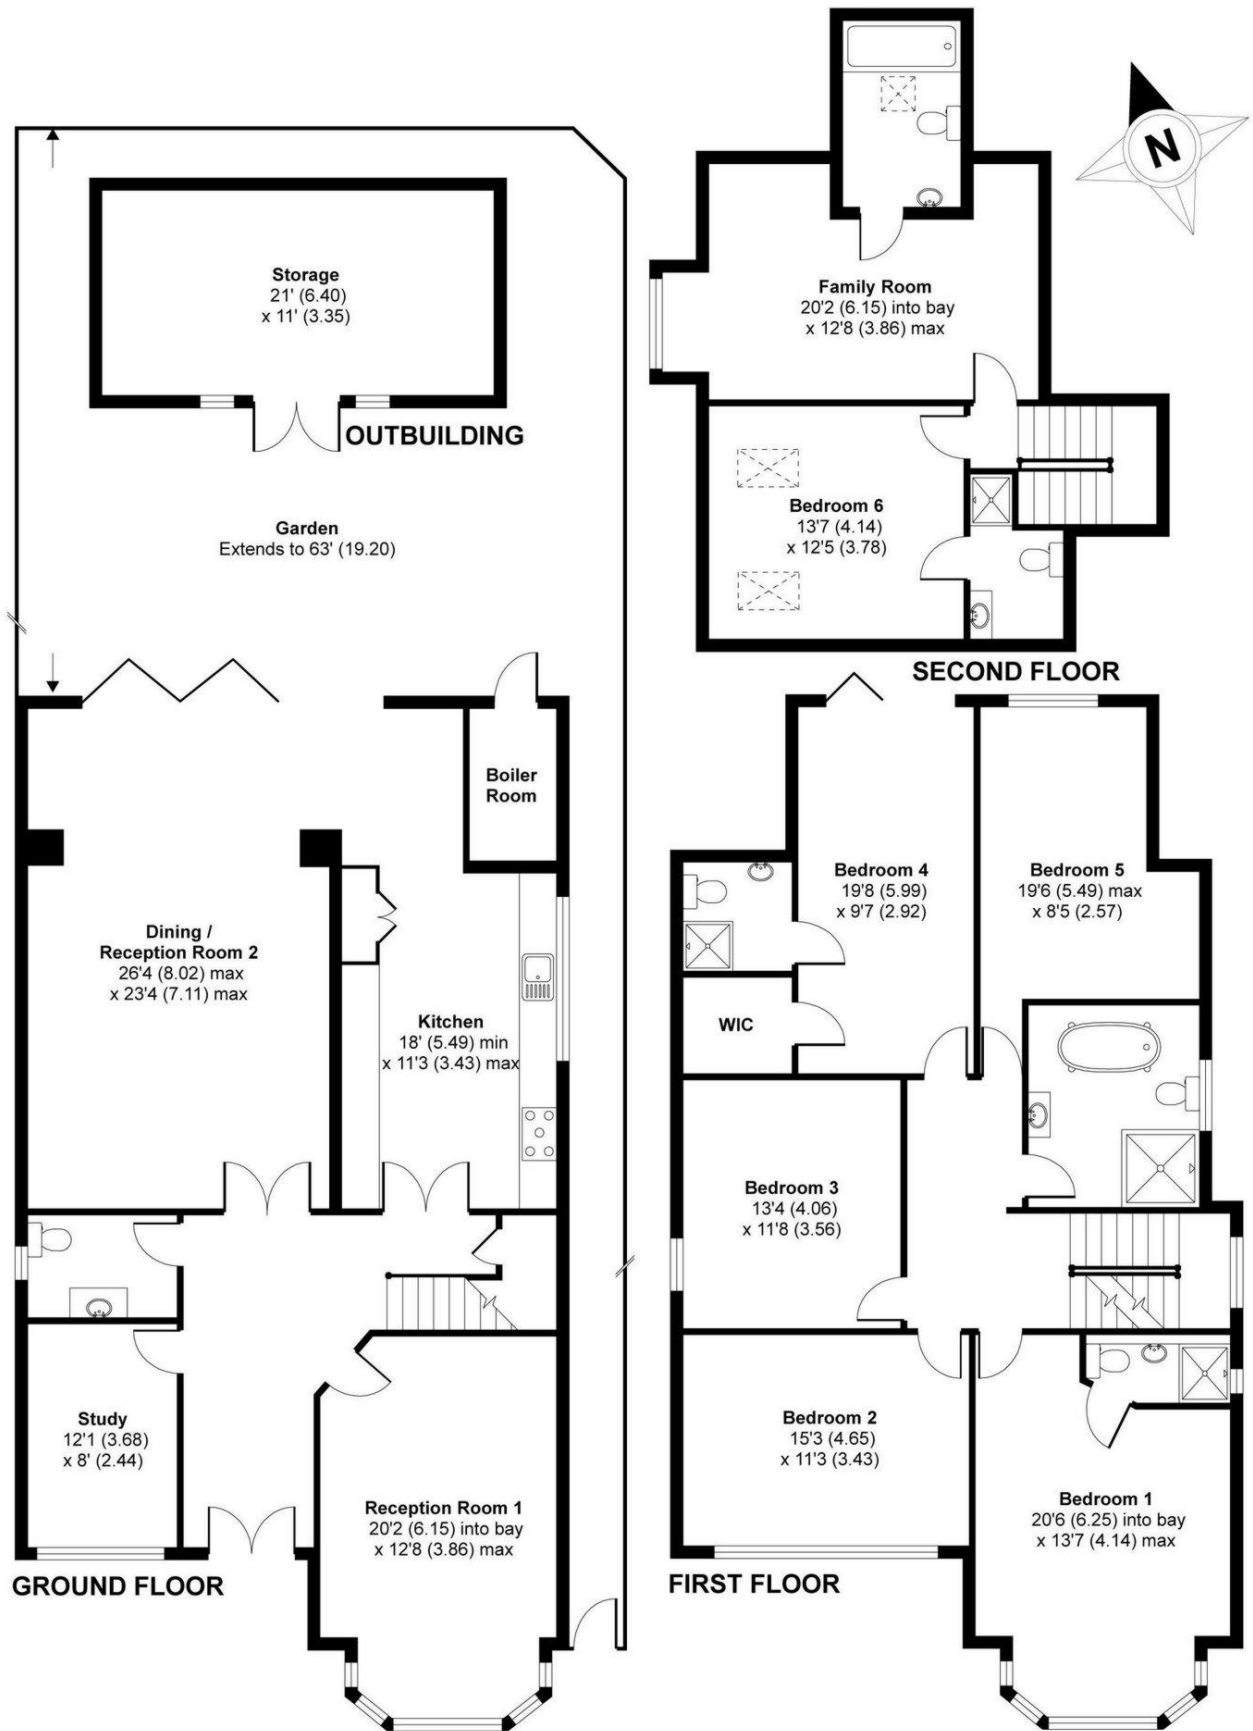 N
Storage
21' (6.40)
x 11' (3.35)
OUTBUILDING
Garden
Extends to 63' (19.20)
Boiler
Room
Dining /
Reception Room 2
26'4 (8.02) max
x 23'4 (7.11) max
Kitchen
18' (5.49) min
x 11'3 (3.43) max
Study
12'1 (3.68)
x 8' (2.44)
Reception Room 1
20'2 (6.15) into bay
x 12'8 (3.86) max
GROUND FLOOR
Family Room
20'2 (6.15) into bay
x 12'8 (3.86) max
Bedroom 6
13'7 (4.14)
x 12'5 (3.78)
SECOND FLOOR
Bedroom 4
19'8 (5.99)
x 9'7 (2.92)
Bedroom 5
19'6 (5.49) max
x 8'5 (2.57)
WIC
Bedroom 3
13'4 (4.06)
x 11'8 (3.56)
Bedroom 2
15'3 (4.65)
x 11'3 (3.43)
Bedroom 1
20'6 (6.25) into bay
x 13'7 (4.14) max
FIRST FLOOR